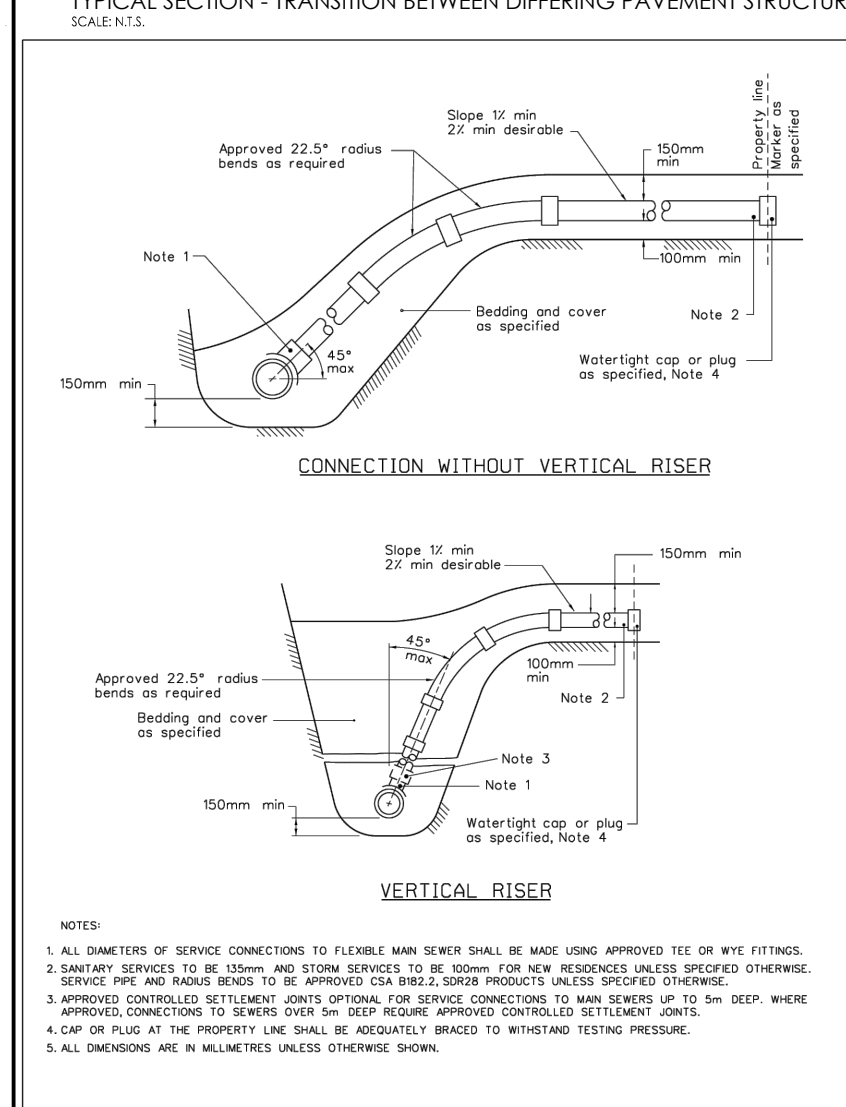 TYPICAL SECTION - TRANSITION BETWEEN DIFFERING PAVEMENT STRUCTUR
SCALE: N.T.S.
Slope 1% min
2% min desirable
Approved 22.5° radius
bends as required
150mm
min
Property line
Marker as
specified
Note 1
100mm min
Bedding and cover
as specified
Note 2
45°
max
Watertight cap or plug
as specified, Note 4
150mm min
CONNECTION WITHOUT VERTICAL RISER
Slope 1% min
2% min desirable
150mm min
45°
max
100mm
min
Approved 22.5° radius
bends as required
Note 2
Bedding and cover
as specified
Note 3
Note 1
150mm min
Watertight cap or plug
as specified, Note 4
VERTICAL RISER
NOTES:
1. ALL DIAMETERS OF SERVICE CONNECTIONS TO FLEXIBLE MAIN SEWER SHALL BE MADE USING APPROVED TEE OR WYE FITTINGS.
2. SANITARY SERVICES TO BE 135mm AND STORM SERVICES TO BE 100mm FOR NEW RESIDENCES UNLESS SPECIFIED OTHERWISE.
SERVICE PIPE AND RADIUS BENDS TO BE APPROVED CSA B182.2, SDR28 PRODUCTS UNLESS SPECIFIED OTHERWISE.
3. APPROVED CONTROLLED SETTLEMENT JOINTS OPTIONAL FOR SERVICE CONNECTIONS TO MAIN SEWERS UP TO 5m DEEP. WHERE
APPROVED, CONNECTIONS TO SEWERS OVER 5m DEEP REQUIRE APPROVED CONTROLLED SETTLEMENT JOINTS.
4. CAP OR PLUG AT THE PROPERTY LINE SHALL BE ADEQUATELY BRACED TO WITHSTAND TESTING PRESSURE.
5. ALL DIMENSIONS ARE IN MILLIMETRES UNLESS OTHERWISE SHOWN.